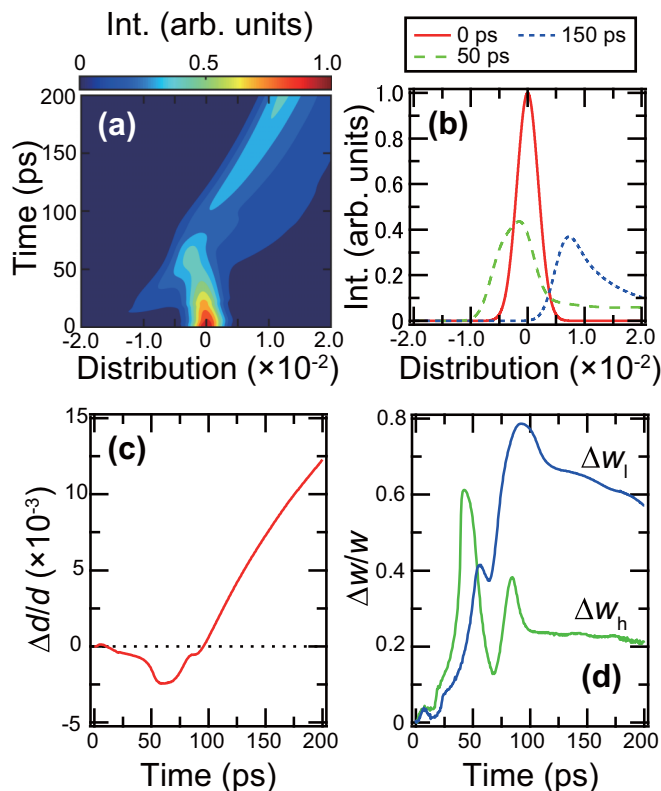 Int. (arb. units)
0 0.5 1.0
0 ps 150 ps
50 ps
(a)
200
150
100
50
0
Time (ps)
-2.0 -1.0 0 1.0 2.0
Distribution (×10-2)
(b)
1.0
0.8
0.6
0.4
0.2
0
Int. (arb. units)
-2.0 -1.0 0 1.0 2.0
Distribution (×10-2)
(c)
15
10
5
0
-5
Δd/d (×10-3)
0 50 100 150 200
Time (ps)
0.8
0.6
0.4
0.2
0
Δw/w
Δwl
Δwh
(d)
0 50 100 150 200
Time (ps)